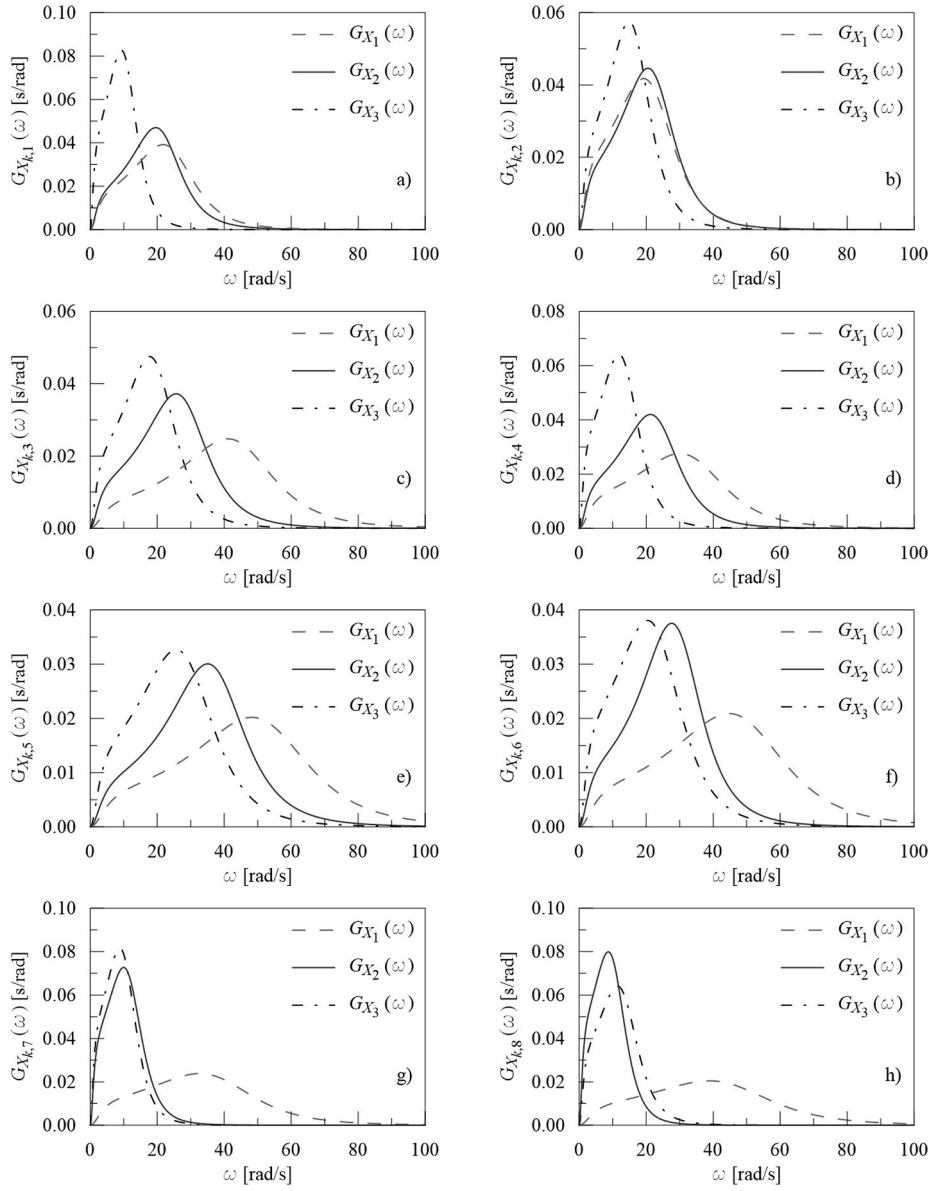 0.10
0.08
0.06
0.04
0.02
0.00
G_{X_{k,1}}(ω) [s/rad]
G_{X_1}(ω)
G_{X_2}(ω)
G_{X_3}(ω)
a)
0 20 40 60 80 100
ω [rad/s]
0.06
0.04
0.02
0.00
G_{X_{k,2}}(ω) [s/rad]
G_{X_1}(ω)
G_{X_2}(ω)
G_{X_3}(ω)
b)
0 20 40 60 80 100
ω [rad/s]
0.06
0.04
0.02
0.00
G_{X_{k,3}}(ω) [s/rad]
G_{X_1}(ω)
G_{X_2}(ω)
G_{X_3}(ω)
c)
0 20 40 60 80 100
ω [rad/s]
0.08
0.06
0.04
0.02
0.00
G_{X_{k,4}}(ω) [s/rad]
G_{X_1}(ω)
G_{X_2}(ω)
G_{X_3}(ω)
d)
0 20 40 60 80 100
ω [rad/s]
0.04
0.03
0.02
0.01
0.00
G_{X_{k,5}}(ω) [s/rad]
G_{X_1}(ω)
G_{X_2}(ω)
G_{X_3}(ω)
e)
0 20 40 60 80 100
ω [rad/s]
0.04
0.03
0.02
0.01
0.00
G_{X_{k,6}}(ω) [s/rad]
G_{X_1}(ω)
G_{X_2}(ω)
G_{X_3}(ω)
f)
0 20 40 60 80 100
ω [rad/s]
0.10
0.08
0.06
0.04
0.02
0.00
G_{X_{k,7}}(ω) [s/rad]
G_{X_1}(ω)
G_{X_2}(ω)
G_{X_3}(ω)
g)
0 20 40 60 80 100
ω [rad/s]
0.10
0.08
0.06
0.04
0.02
0.00
G_{X_{k,8}}(ω) [s/rad]
G_{X_1}(ω)
G_{X_2}(ω)
G_{X_3}(ω)
h)
0 20 40 60 80 100
ω [rad/s]